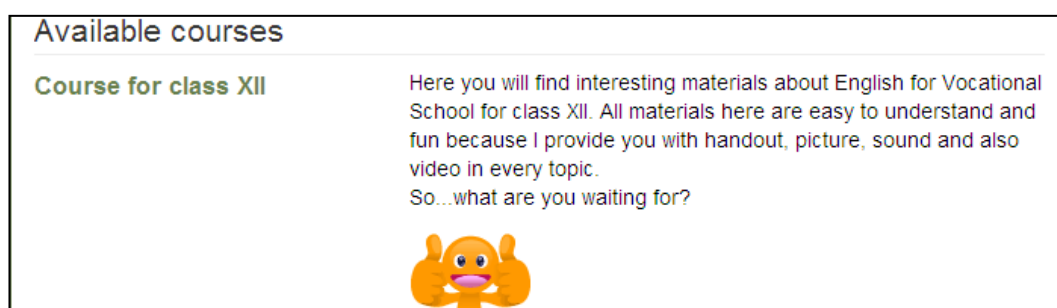 Available courses
Course for class XII
Here you will find interesting materials about English for Vocational
School for class XII. All materials here are easy to understand and
fun because I provide you with handout, picture, sound and also
video in every topic.
So...what are you waiting for?